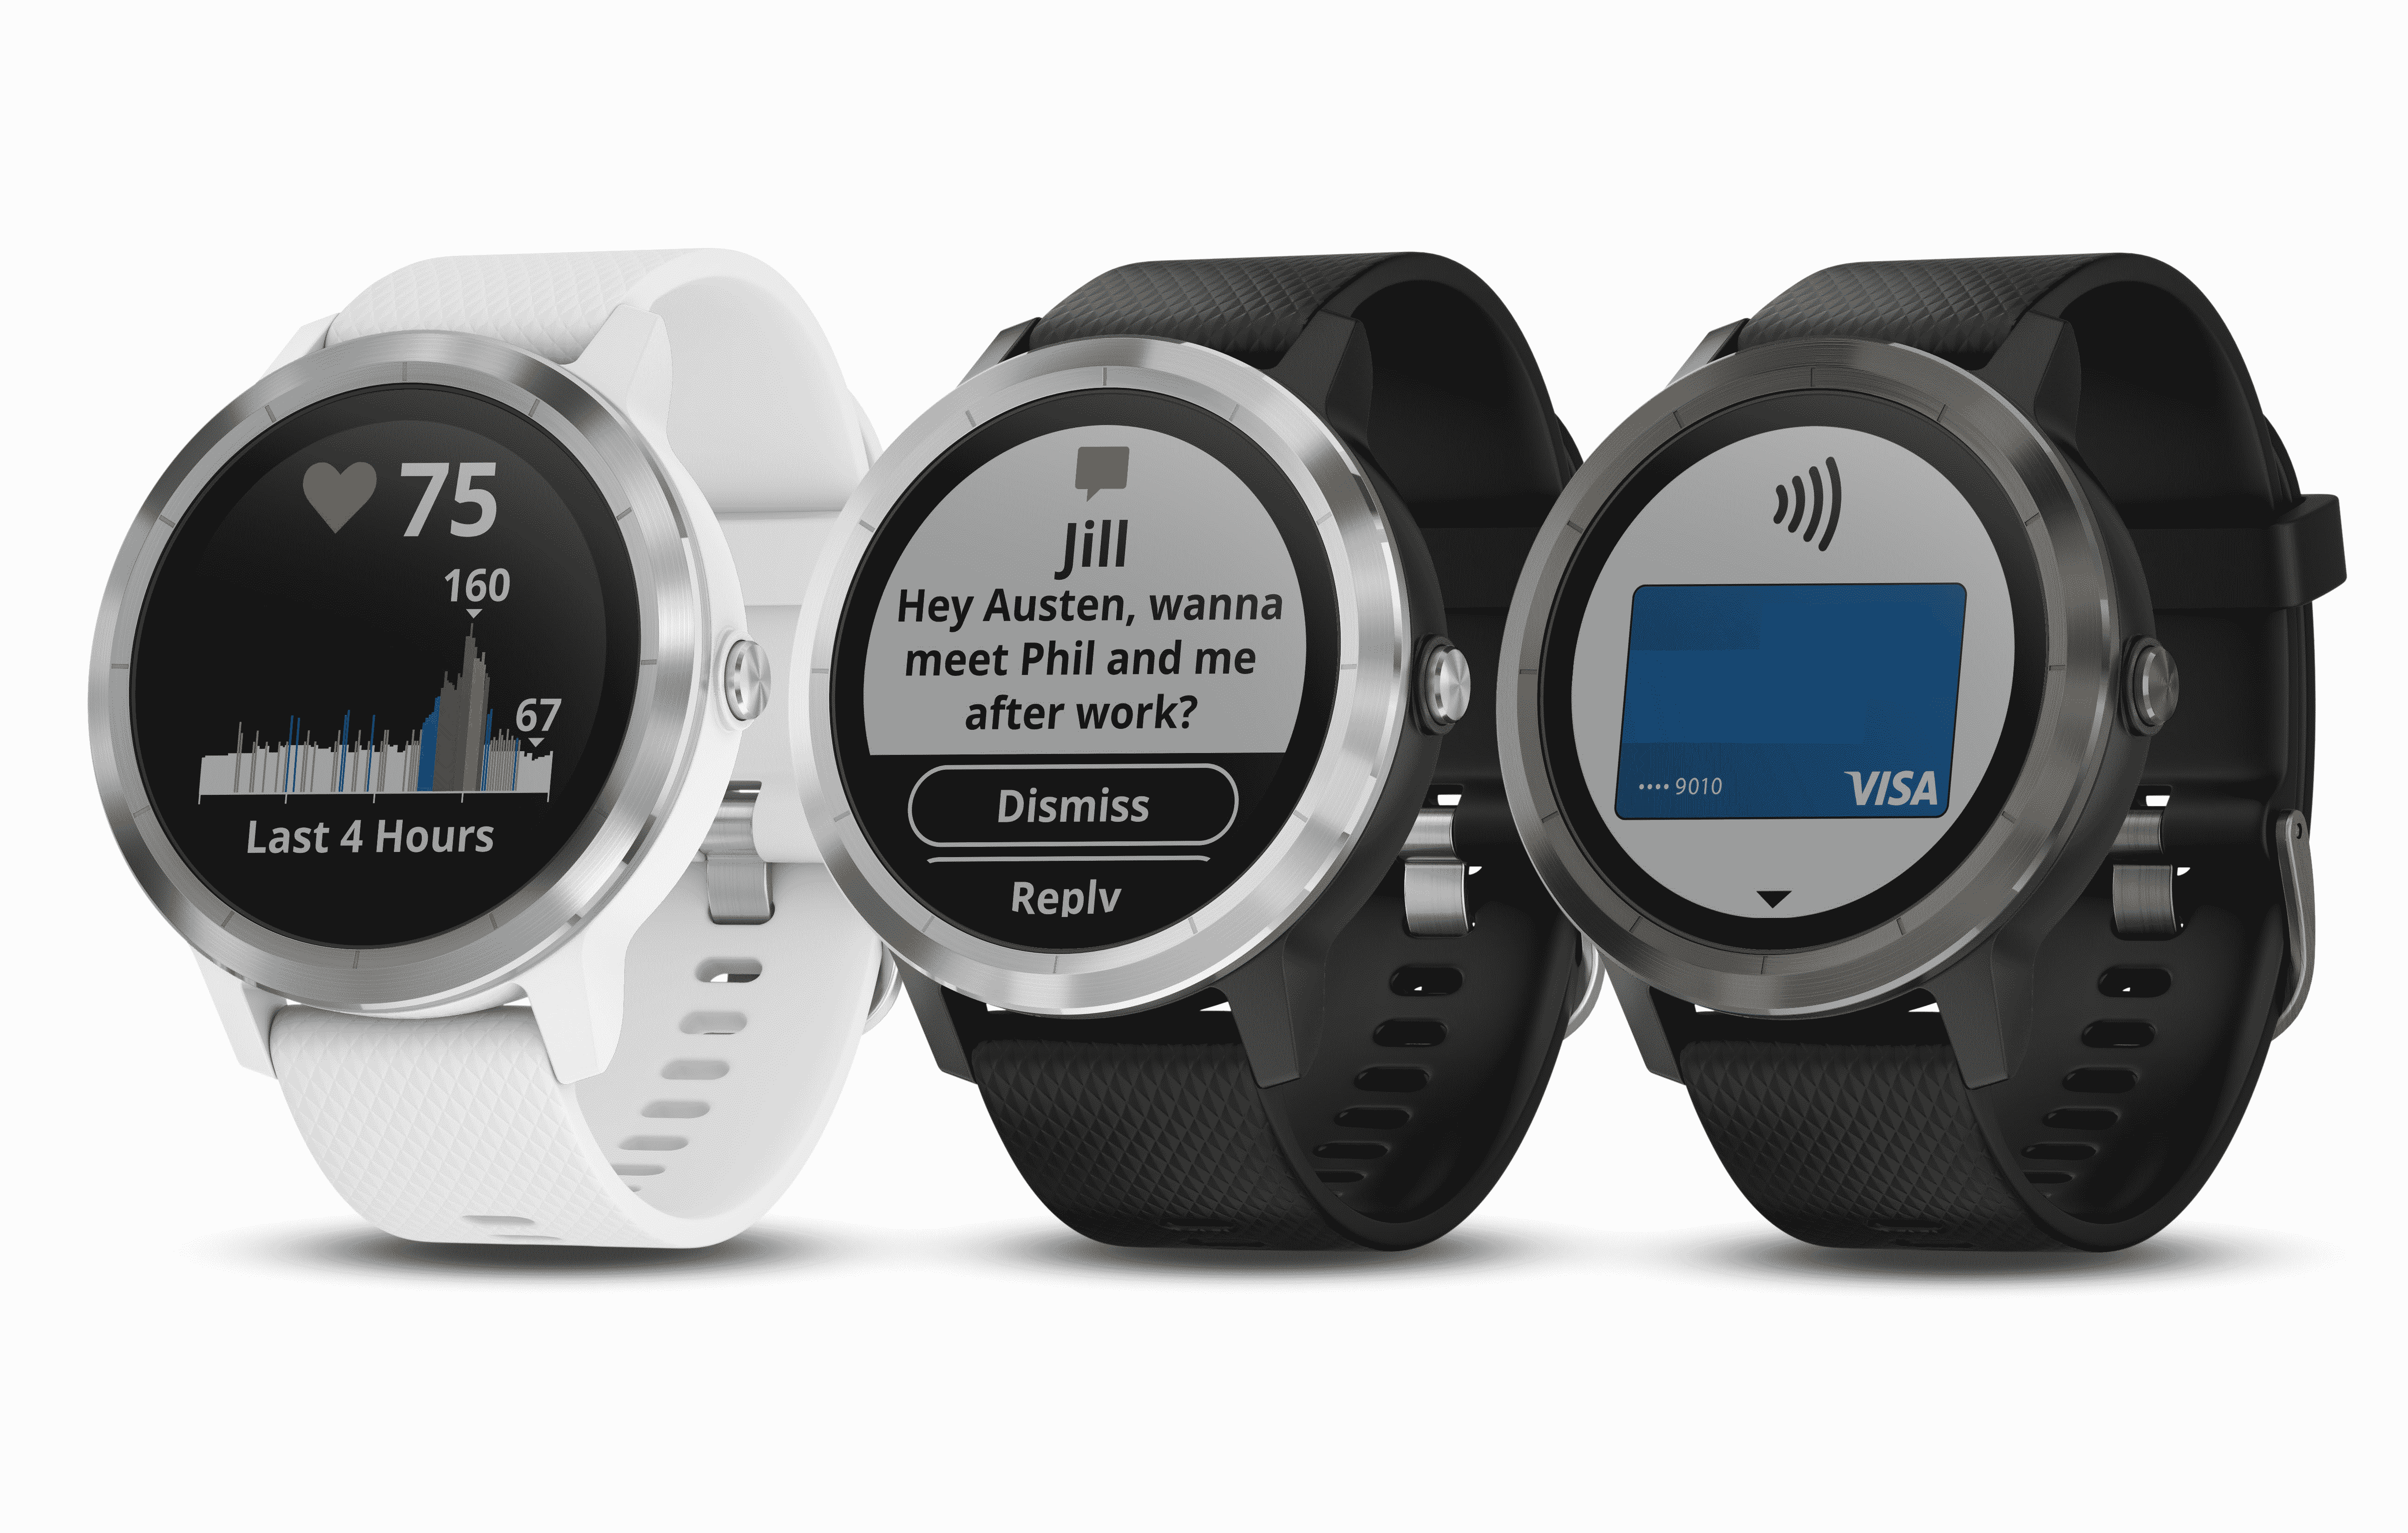 75
160
67
Last 4 Hours
Jill
Hey Austen, wanna
meet Phil and me
after work?
Dismiss
Reply
•••• 9010
VISA